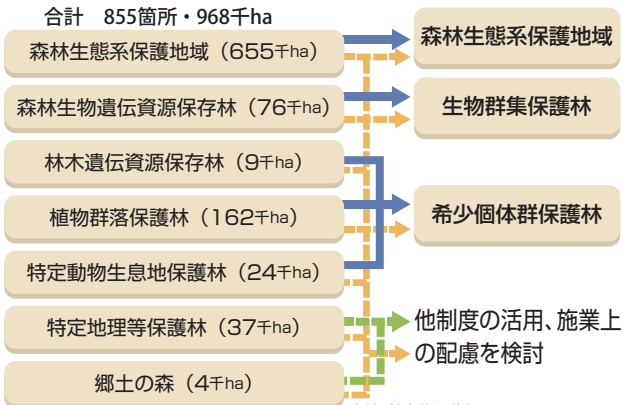 合計　855箇所・968千ha
森林生態系保護地域（655千ha）
森林生態系保護地域
森林生物遺伝資源保存林（76千ha）
生物群集保護林
林木遺伝資源保存林（9千ha）
植物群落保護林（162千ha）
希少個体群保護林
特定動物生息地保護林（24千ha）
特定地理等保護林（37千ha）
他制度の活用、施業上
の配慮を検討
郷土の森（4千ha）